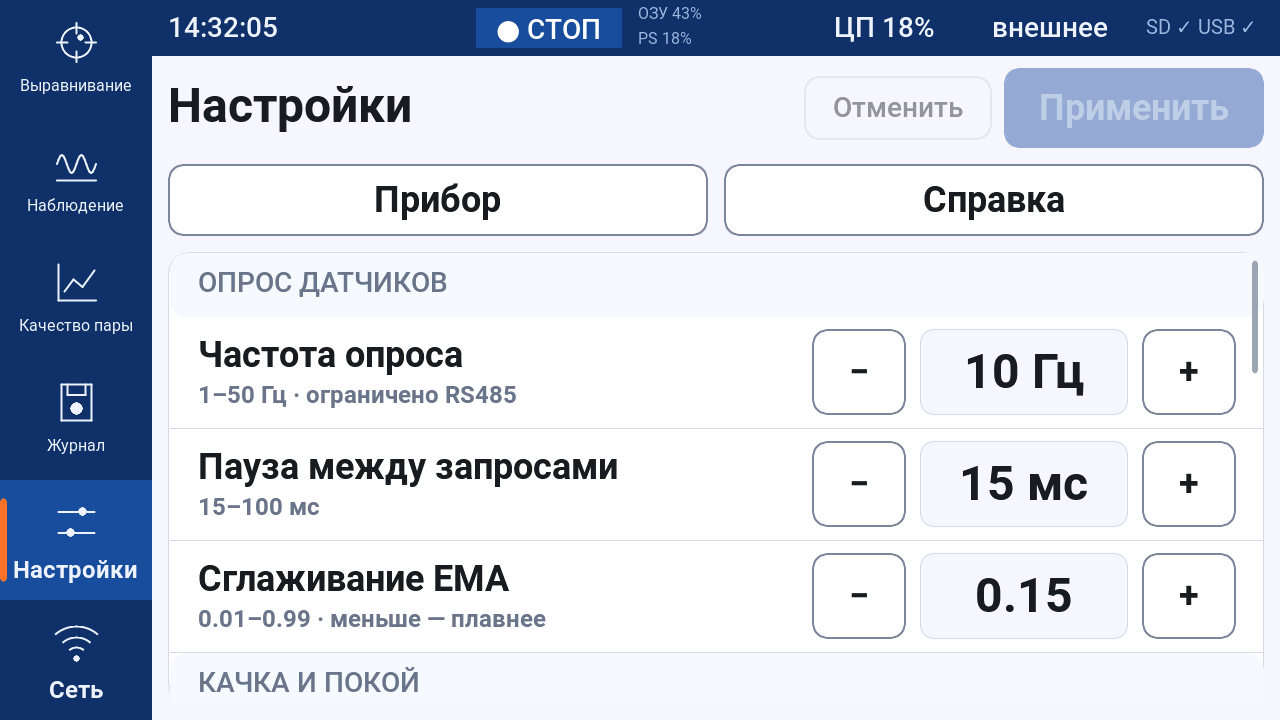 14:32:05
● СТОП
ОЗУ 43%
PS 18%
ЦП 18%
внешнее
SD ✓ USB ✓
Выравнивание
Наблюдение
Качество пары
Журнал
Настройки
Сеть
Настройки
Отменить
Применить
Прибор
Справка
ОПРОС ДАТЧИКОВ
Частота опроса
1–50 Гц · ограничено RS485
−
10 Гц
+
Пауза между запросами
15–100 мс
−
15 мс
+
Сглаживание EMA
0.01–0.99 · меньше — плавнее
−
0.15
+
КАЧКА И ПОКОЙ